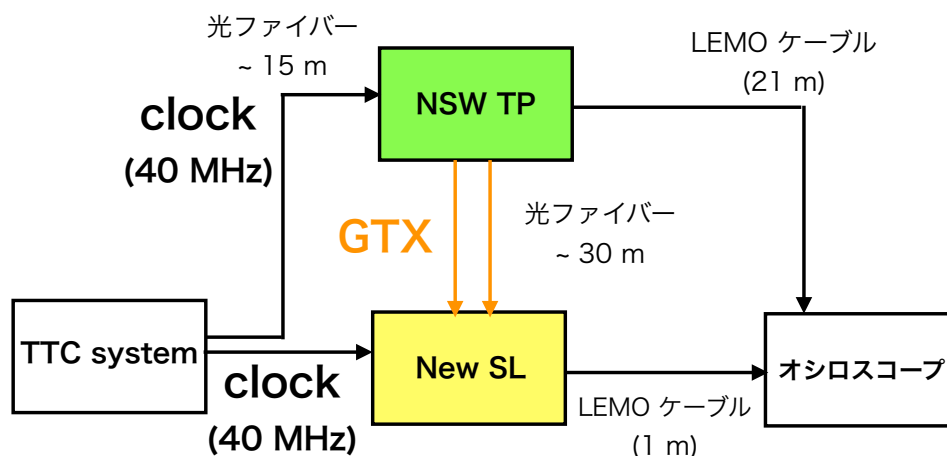 光ファイバー
~ 15 m
LEMO ケーブル
(21 m)
NSW TP
clock
(40 MHz)
GTX
光ファイバー
~ 30 m
TTC system
New SL
オシロスコープ
clock
(40 MHz)
LEMO ケーブル
(1 m)